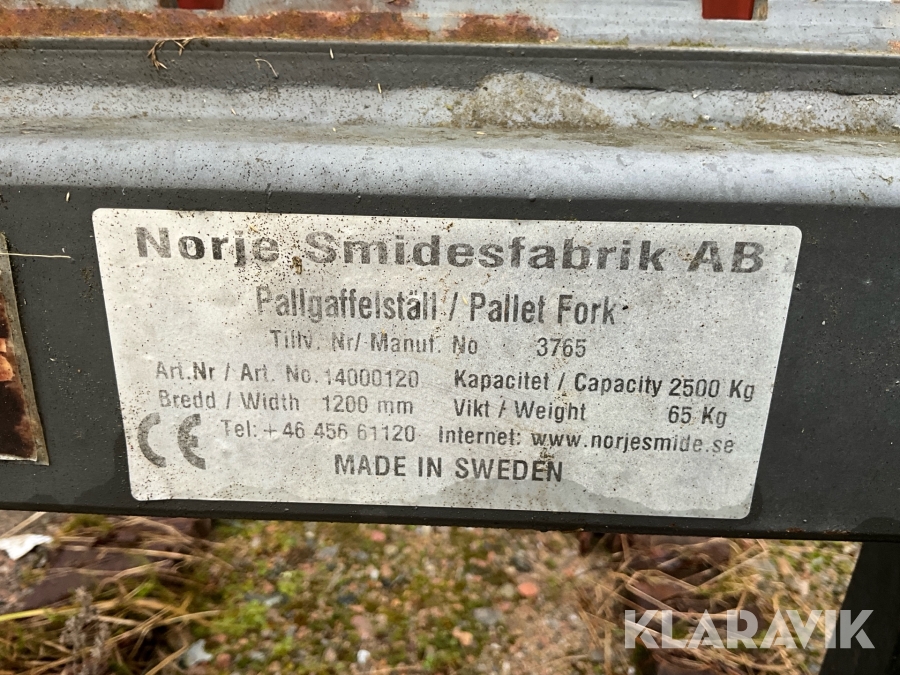 Norje Smidesfabrik AB
Pallgaffelställ / Pallet Fork
Tillv. Nr/ Manuf. No 3765
Art.Nr / Art. No. 14000120 Kapacitet / Capacity 2500 Kg
Bredd / Width 1200 mm Vikt / Weight 65 Kg
CE Tel: +46 456 61120 Internet: www.norjesmide.se
MADE IN SWEDEN
KLARAVIK